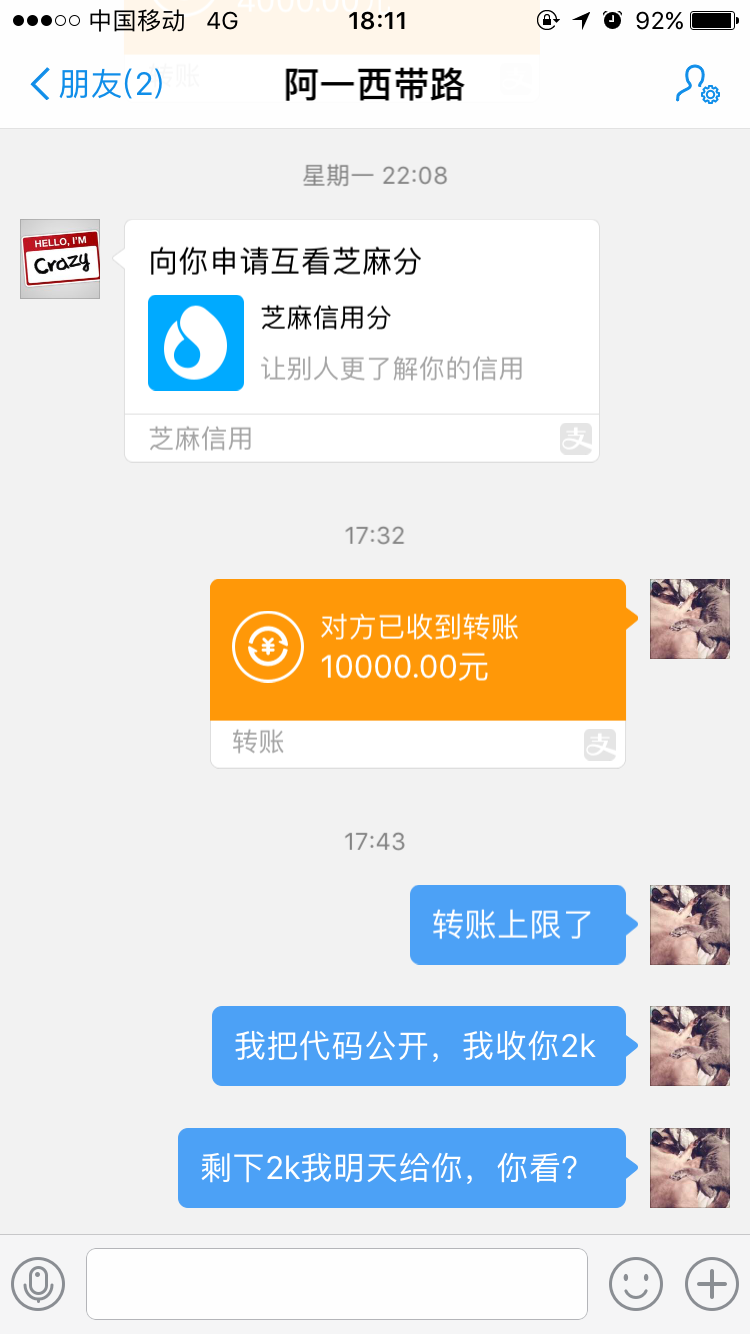 中国移动 4G 18:11 92%
朋友(2) 阿一西带路
星期一 22:08
HELLO, I'M
Crazy
向你申请互看芝麻分
芝麻信用分
让别人更了解你的信用
芝麻信用
支
17:32
对方已收到转账
¥
10000.00元
转账
支
17:43
转账上限了
我把代码公开，我收你2k
剩下2k我明天给你，你看?